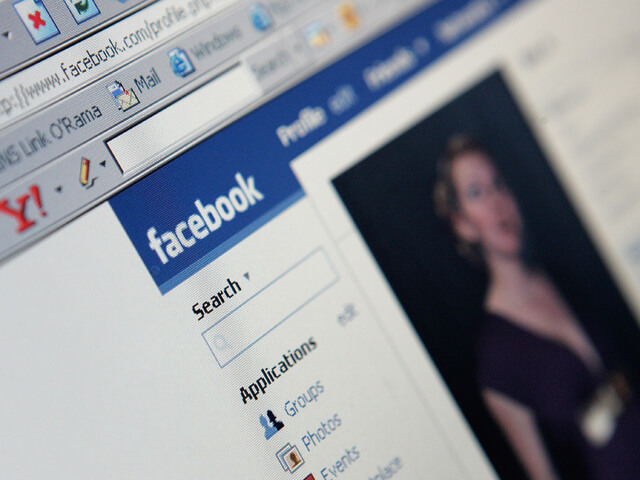 http://www.facebook.com/profile.php
NS Link O'Rama Mail Windows
Y!
Profile edit Friends
facebook
Search
edit
Applications
Groups
Photos
Events